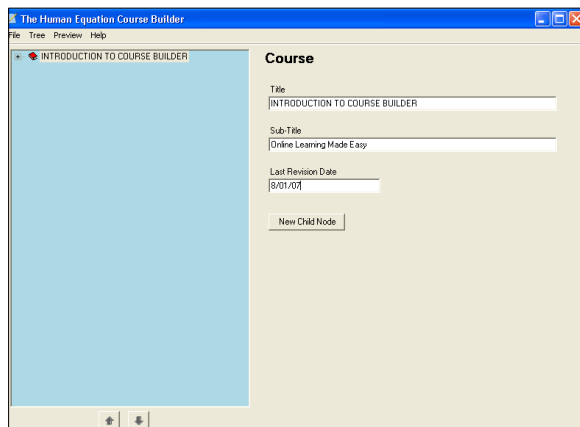 The Human Equation Course Builder
File Tree Preview Help
INTRODUCTION TO COURSE BUILDER
Course
Title
INTRODUCTION TO COURSE BUILDER
Sub-Title
Online Learning Made Easy
Last Revision Date
8/01/07
New Child Node